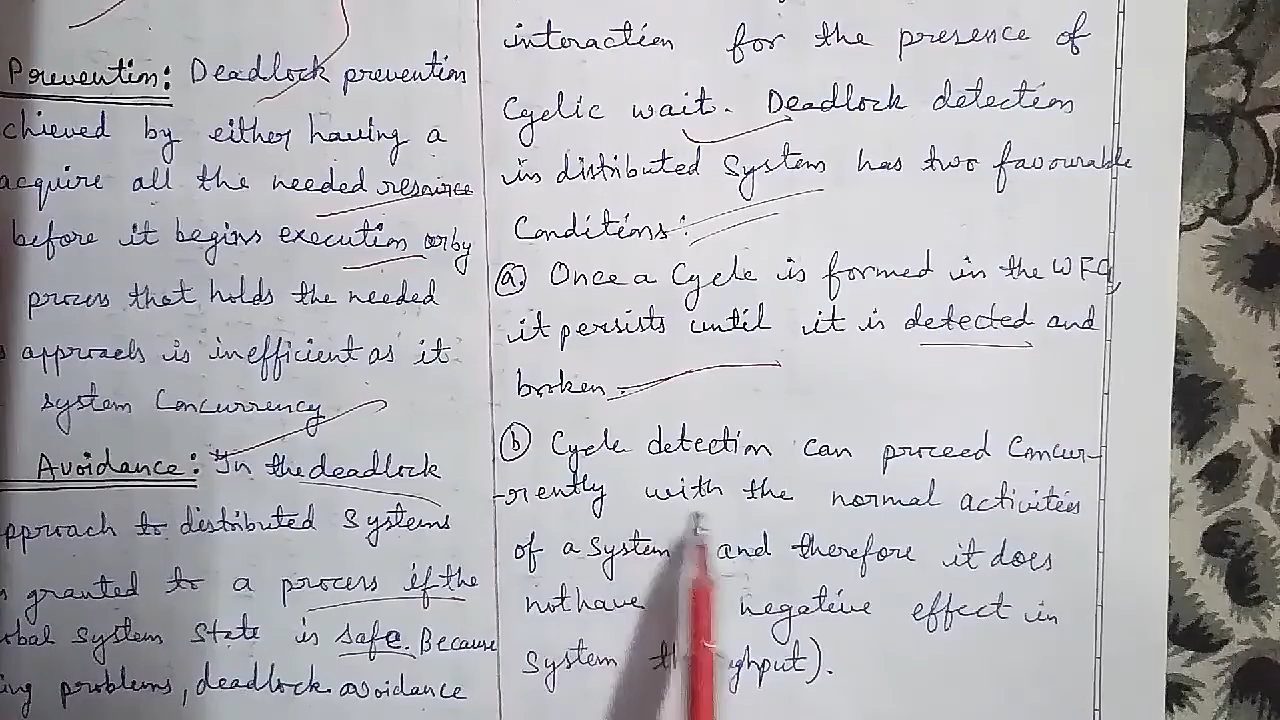 Prevention: Deadlock prevention
chieved by either having a
acquire all the needed resource
before it begins execution or by
process that holds the needed
approach is inefficient as it
system Concurrency
Avoidance: In the deadlock
pproach to distributed systems
granted to a process if the
obal system state is safe. Because
ing problems, deadlock avoidance
interaction for the presence of
Cyclic wait. Deadlock detection
in distributed System has two favourable
Conditions:
(a) Once a Cycle is formed in the WFG
it persists until it is detected and
broken
(b) Cycle detection can proceed Concur-
-rently with the normal activities
of a System and therefore it does
not have negative effect in
System ghput).